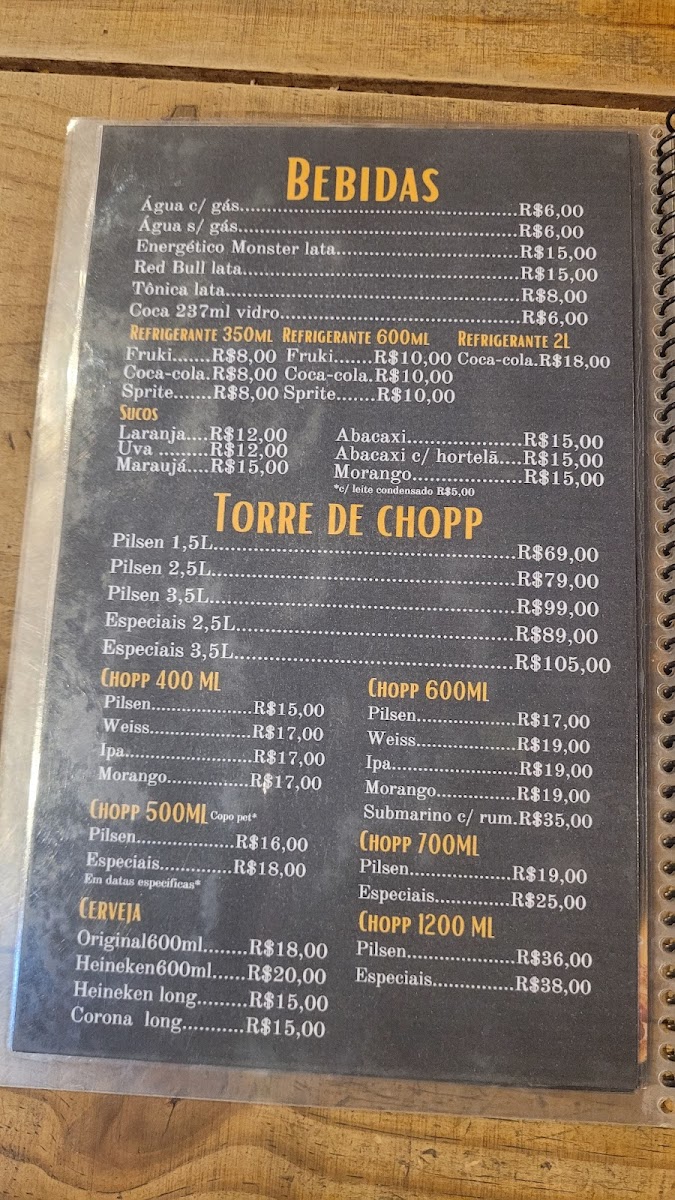 BEBIDAS
Água c/ gás.....R$6,00
Água s/ gás.....R$6,00
Energético Monster lata.....R$15,00
Red Bull lata.....R$15,00
Tônica lata.....R$8,00
Coca 237ml vidro.....R$6,00
REFRIGERANTE 350ML REFRIGERANTE 600ML REFRIGERANTE 2L
Fruki.......R$8,00 Fruki.......R$10,00 Coca-cola.R$18,00
Coca-cola.R$8,00 Coca-cola.R$10,00
Sprite.......R$8,00 Sprite.......R$10,00
SUCOS
Laranja....R$12,00
Uva .........R$12,00
Maraujá....R$15,00
Abacaxi.....R$15,00
Abacaxi c/ hortelã....R$15,00
Morango.....R$15,00
*c/ leite condensado R$5,00
TORRE DE CHOPP
Pilsen 1,5L.....R$69,00
Pilsen 2,5L.....R$79,00
Pilsen 3,5L.....R$99,00
Especiais 2,5L.....R$89,00
Especiais 3,5L.....R$105,00
CHOPP 400 ML
Pilsen.....R$15,00
Weiss.....R$17,00
Ipa.....R$17,00
Morango.....R$17,00
CHOPP 500ML Copo pet*
Pilsen.....R$16,00
Especiais.....R$18,00
Em datas especificas*
CERVEJA
Original600ml.......R$18,00
Heineken600ml......R$20,00
Heineken long.........R$15,00
Corona long...........R$15,00
CHOPP 600ML
Pilsen.....R$17,00
Weiss.....R$19,00
Ipa.....R$19,00
Morango.....R$19,00
Submarino c/ rum.R$35,00
CHOPP 700ML
Pilsen.....R$19,00
Especiais.....R$25,00
CHOPP 1200 ML
Pilsen.....R$36,00
Especiais.....R$38,00